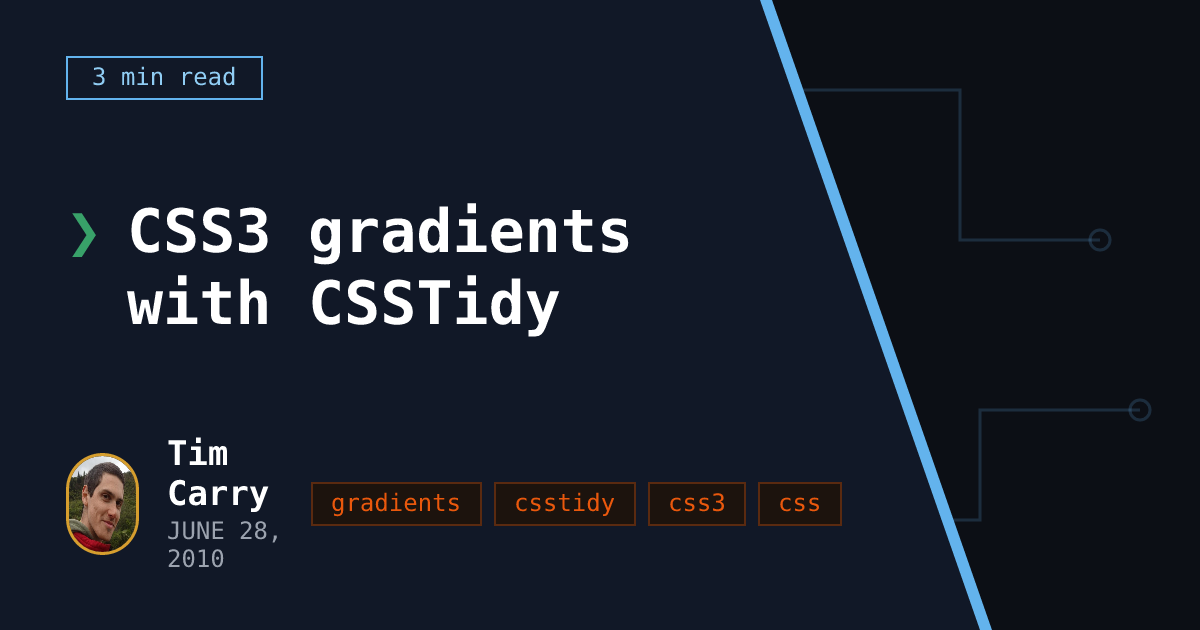 3 min read
❯ CSS3 gradients
with CSSTidy
Tim
Carry
JUNE 28,
2010
gradients csstidy css3 css